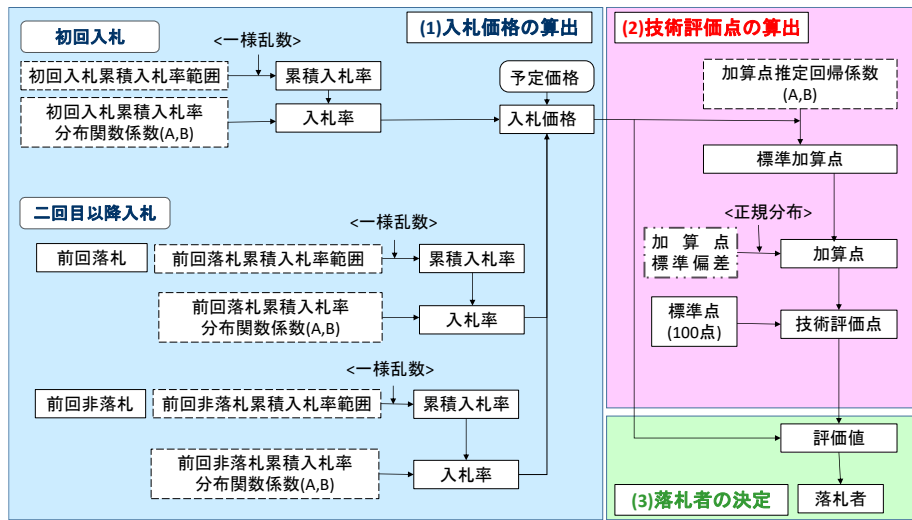 (1)入札価格の算出
初回入札
<一様乱数>
初回入札累積入札率範囲
累積入札率
予定価格
初回入札累積入札率
分布関数係数(A,B)
入札率
入札価格
二回目以降入札
<一様乱数>
前回落札
前回落札累積入札率範囲
累積入札率
前回落札累積入札率
分布関数係数(A,B)
入札率
<一様乱数>
前回非落札
前回非落札累積入札率範囲
累積入札率
前回非落札累積入札率
分布関数係数(A,B)
入札率
(2)技術評価点の算出
加算点推定回帰係数
(A,B)
標準加算点
<正規分布>
加 算 点
標準偏差
加算点
標準点
(100点)
技術評価点
評価値
(3)落札者の決定
落札者